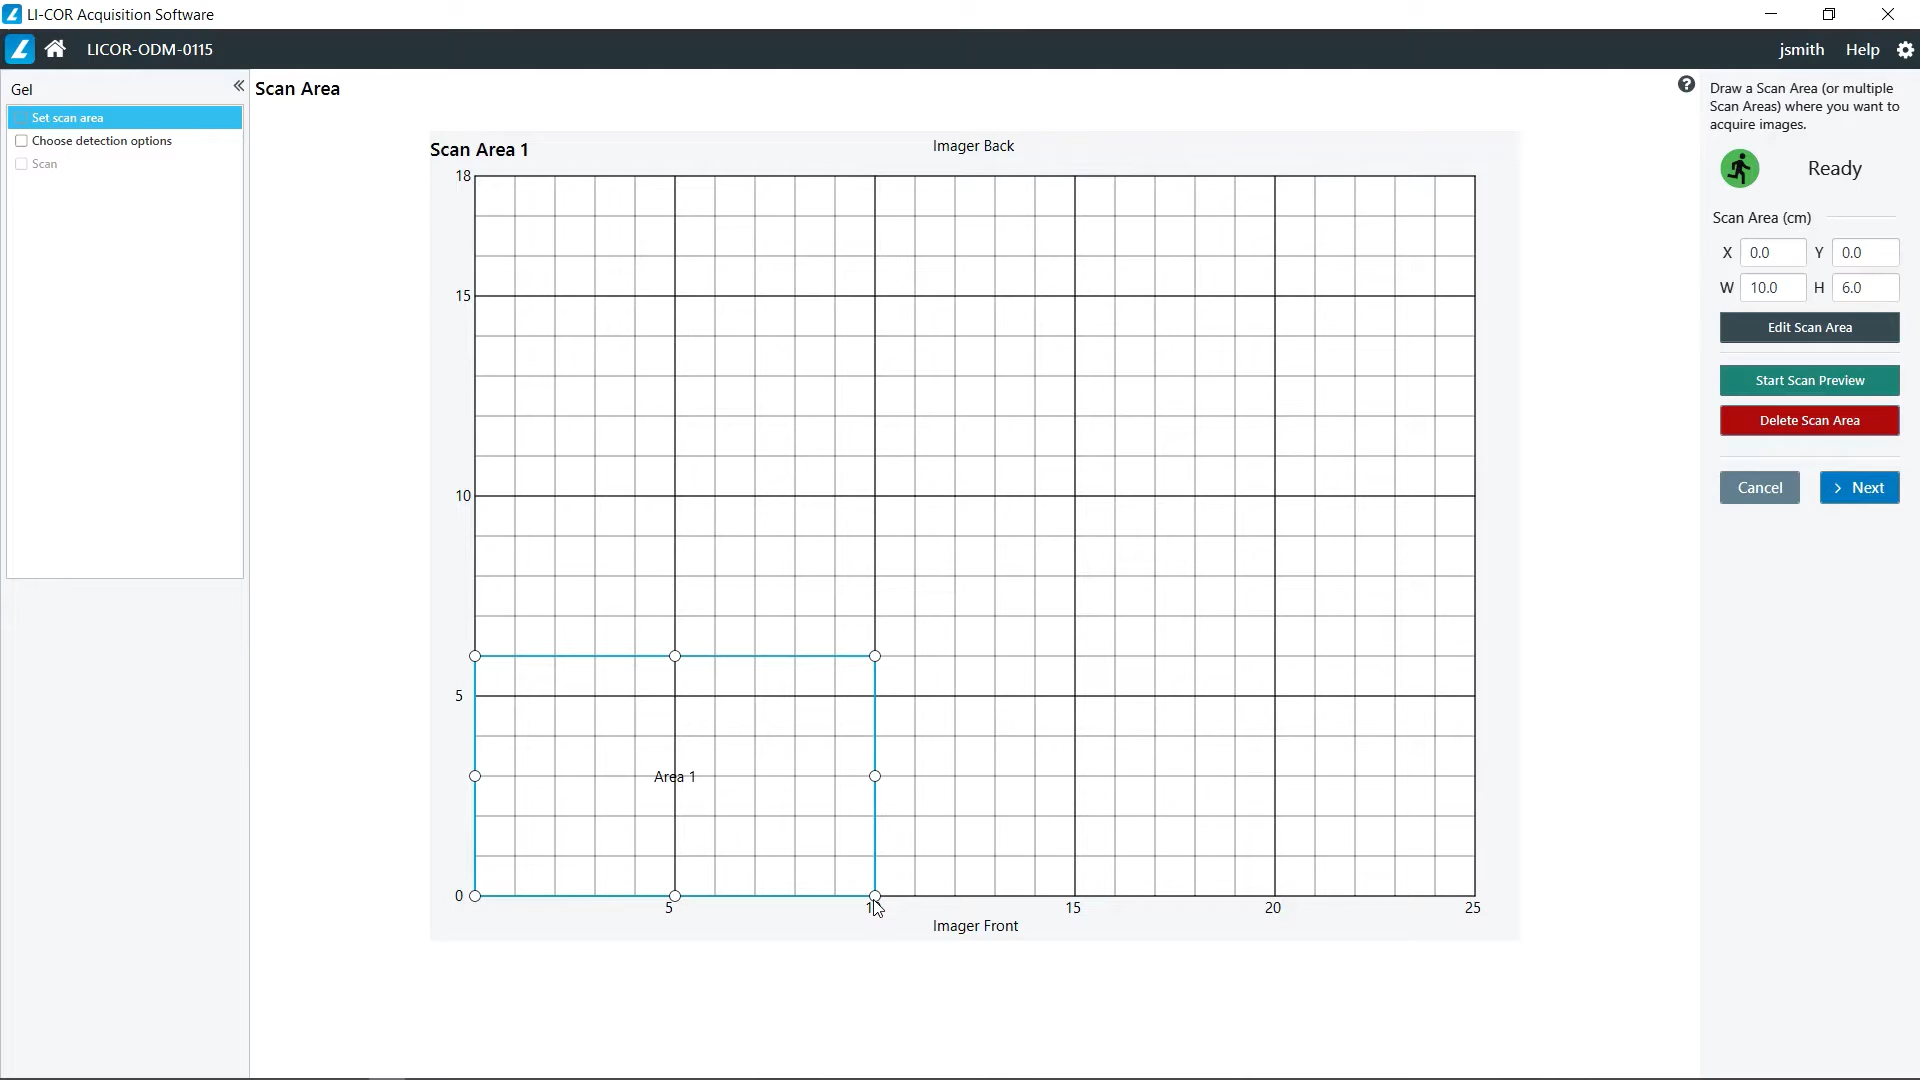 LI-COR Acquisition Software
LICOR-ODM-0115
jsmith
Help
Gel
Set scan area
Choose detection options
Scan
Scan Area
Scan Area 1
Imager Back
18
15
10
5
0
Area 1
5
15
20
25
Imager Front
Draw a Scan Area (or multiple
Scan Areas) where you want to
acquire images.
Ready
Scan Area (cm)
X 0.0 Y 0.0
W 10.0 H 6.0
Edit Scan Area
Start Scan Preview
Delete Scan Area
Cancel
> Next